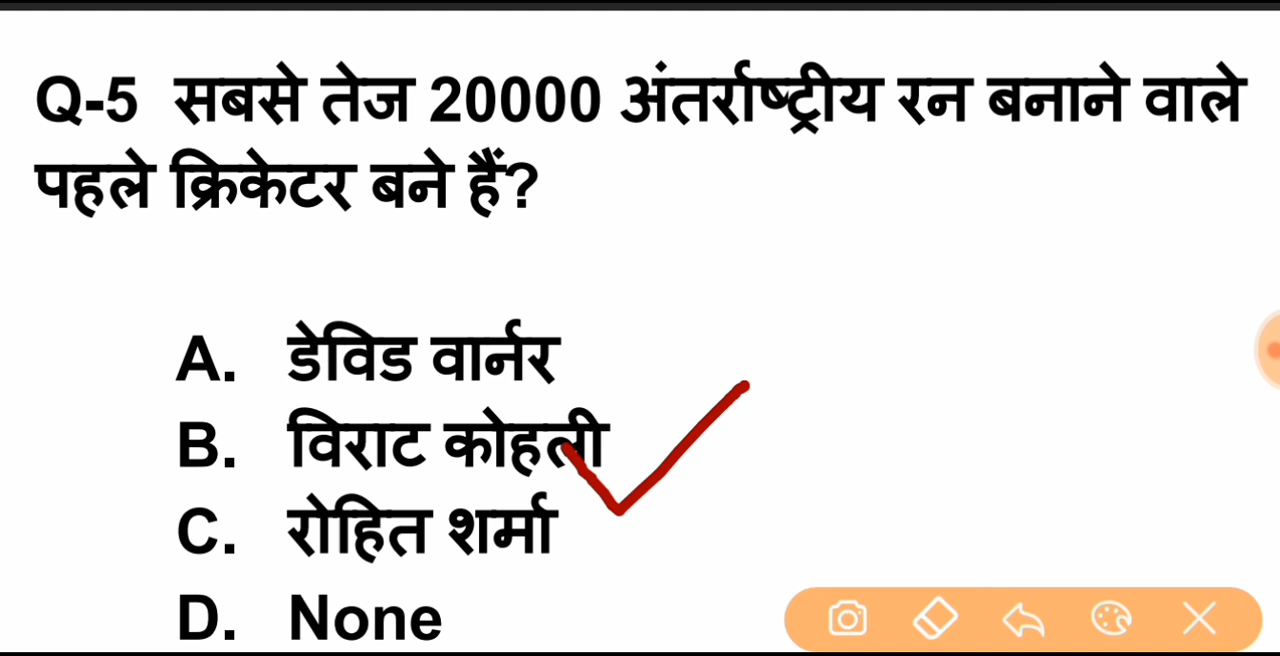 Q-5 सबसे तेज 20000 अंतर्राष्ट्रीय रन बनाने वाले
पहले क्रिकेटर बने हैं?
A. डेविड वार्नर
B. विराट कोहली
C. रोहित शर्मा
D. None